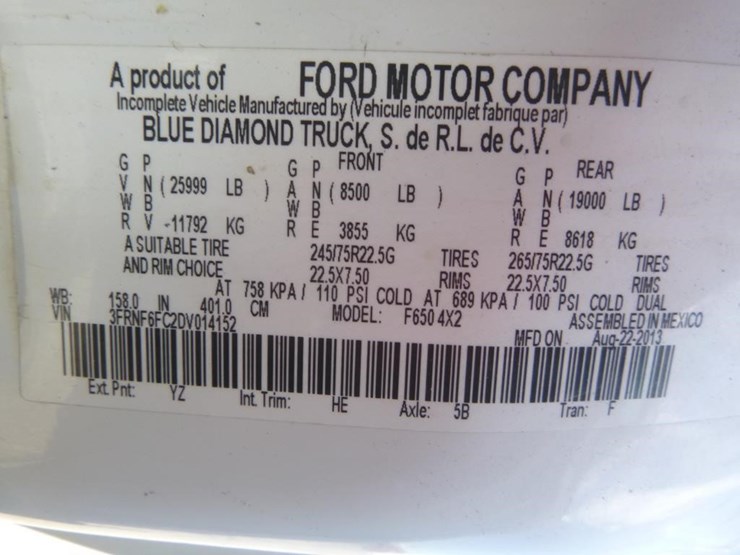 A product of FORD MOTOR COMPANY
Incomplete Vehicle Manufactured by (Vehicule incomplet fabrique par)
BLUE DIAMOND TRUCK, S. de R.L. de C.V.
G P G P FRONT G P REAR
V N ( 25999 LB ) A N ( 8500 LB ) A N ( 19000 LB )
W B W B W B
R V -11792 KG R E 3855 KG R E 8618 KG
A SUITABLE TIRE 245/75R22.5G TIRES 265/75R22.5G TIRES
AND RIM CHOICE 22.5X7.50 RIMS 22.5X7.50 RIMS
AT 758 KPA / 110 PSI COLD AT 689 KPA / 100 PSI COLD DUAL
WB: 158.0 IN 401.0 CM MODEL: F650 4X2 ASSEMBLED IN MEXICO
VIN 3FRNF6FC2DV014152 MFD ON Aug-22-2013
Ext. Pnt: YZ Int. Trim: HE Axle: 5B Tran: F